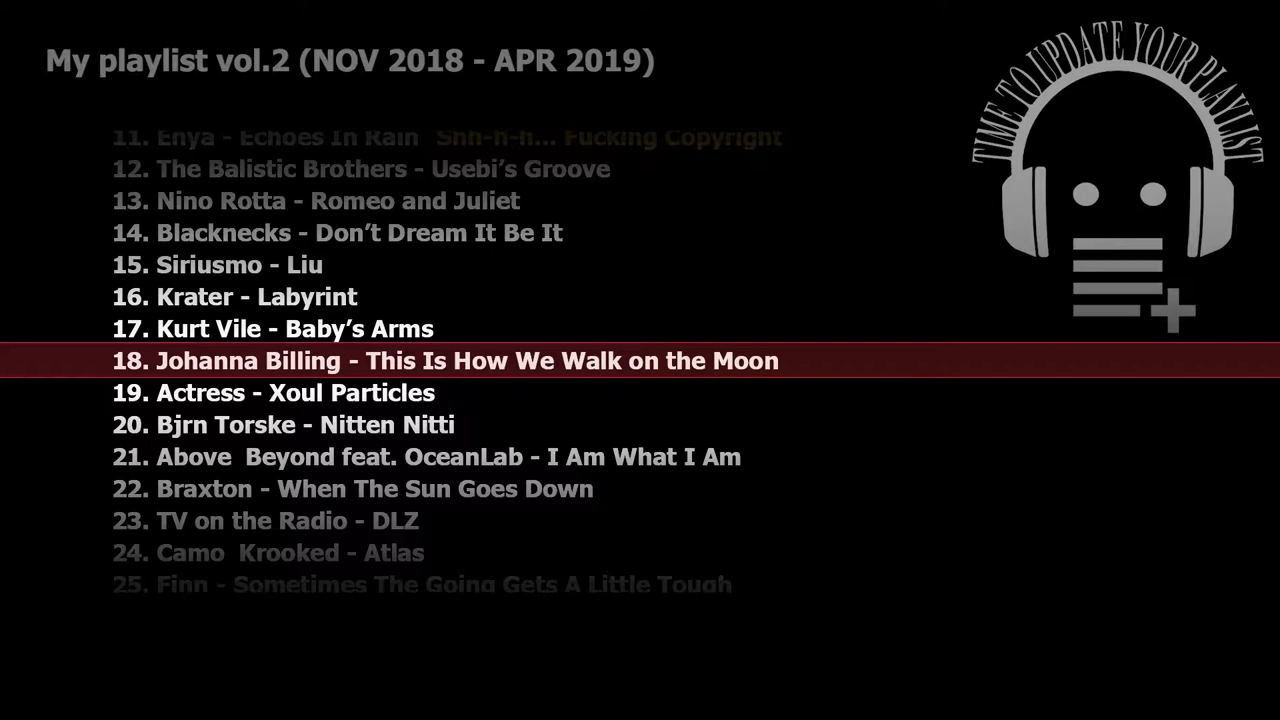 My playlist vol.2 (NOV 2018 - APR 2019)
TIME TO UPDATE YOUR PLAYLIST
11. Enya - Echoes In Rain Shh-h-h... Fucking Copyright
12. The Balistic Brothers - Usebi's Groove
13. Nino Rotta - Romeo and Juliet
14. Blacknecks - Don't Dream It Be It
15. Siriusmo - Liu
16. Krater - Labyrint
17. Kurt Vile - Baby's Arms
18. Johanna Billing - This Is How We Walk on the Moon
19. Actress - Xoul Particles
20. Bjrn Torske - Nitten Nitti
21. Above Beyond feat. OceanLab - I Am What I Am
22. Braxton - When The Sun Goes Down
23. TV on the Radio - DLZ
24. Camo Krooked - Atlas
25. Finn - Sometimes The Going Gets A Little Tough